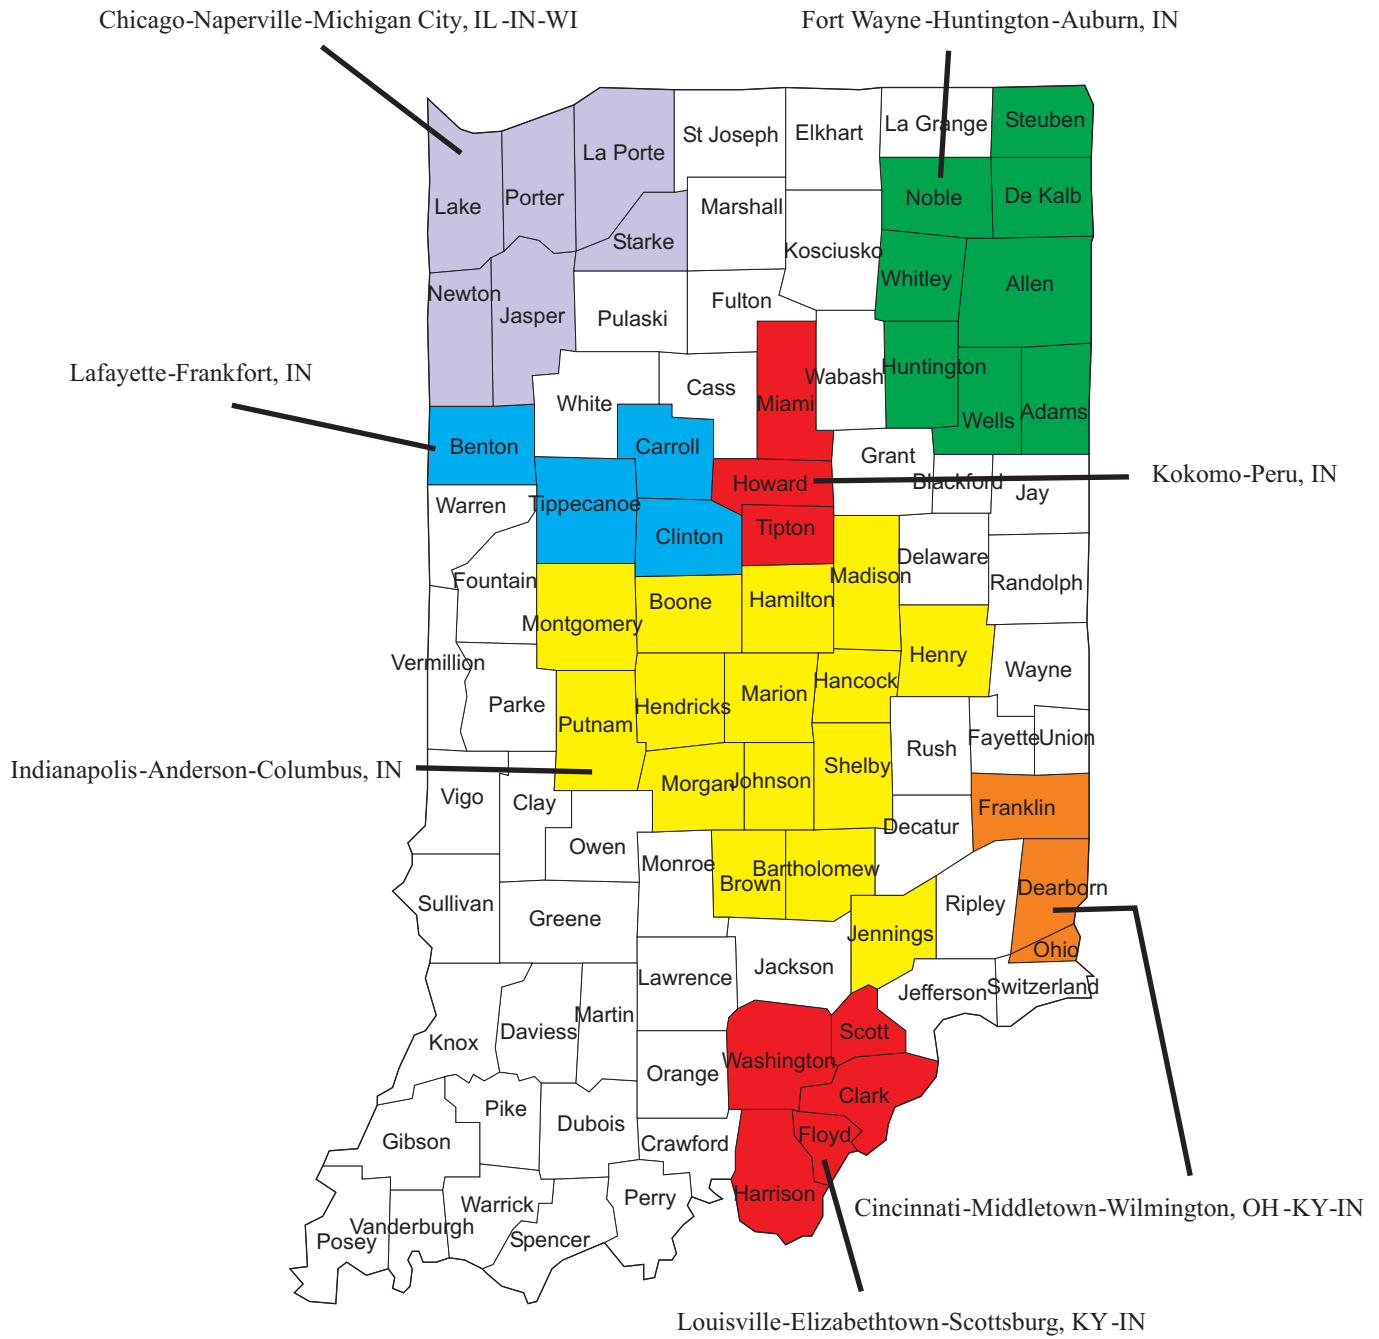 Chicago-Naperville-Michigan City, IL-IN-WI
Fort Wayne-Huntington-Auburn, IN
St Joseph
Elkhart
La Grange
Steuben
La Porte
Lake
Porter
Noble
De Kalb
Marshall
Starke
Kosciusko
Whitley
Allen
Newton
Jasper
Pulaski
Fulton
Lafayette-Frankfort, IN
White
Cass
Miami
Wabash
Huntington
Wells
Adams
Benton
Carroll
Grant
Howard
Blackford
Jay
Kokomo-Peru, IN
Warren
Tippecanoe
Clinton
Tipton
Delaware
Madison
Randolph
Fountain
Boone
Hamilton
Montgomery
Henry
Vermillion
Wayne
Parke
Hendricks
Marion
Hancock
Putnam
Rush
Fayette
Union
Indianapolis-Anderson-Columbus, IN
Morgan
Johnson
Shelby
Vigo
Clay
Franklin
Decatur
Owen
Monroe
Brown
Bartholomew
Dearborn
Sullivan
Greene
Ripley
Jennings
Ohio
Jackson
Lawrence
Jefferson
Switzerland
Martin
Daviess
Knox
Scott
Washington
Orange
Clark
Pike
Dubois
Gibson
Crawford
Floyd
Harrison
Perry
Warrick
Vanderburgh
Posey
Spencer
Cincinnati-Middletown-Wilmington, OH-KY-IN
Louisville-Elizabethtown-Scottsburg, KY-IN